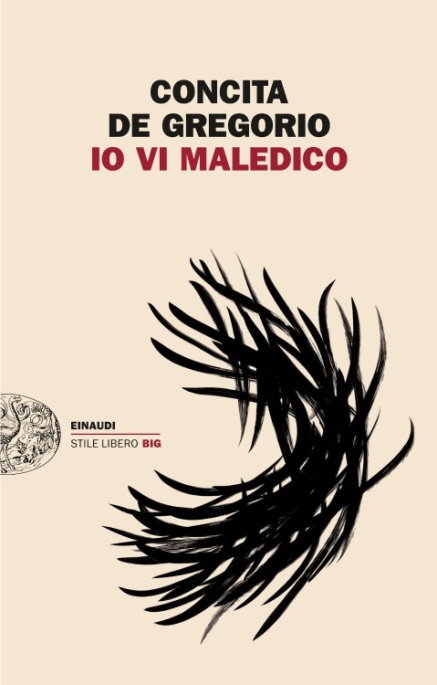 CONCITA
DE GREGORIO
IO VI MALEDICO
EINAUDI
STILE LIBERO BIG